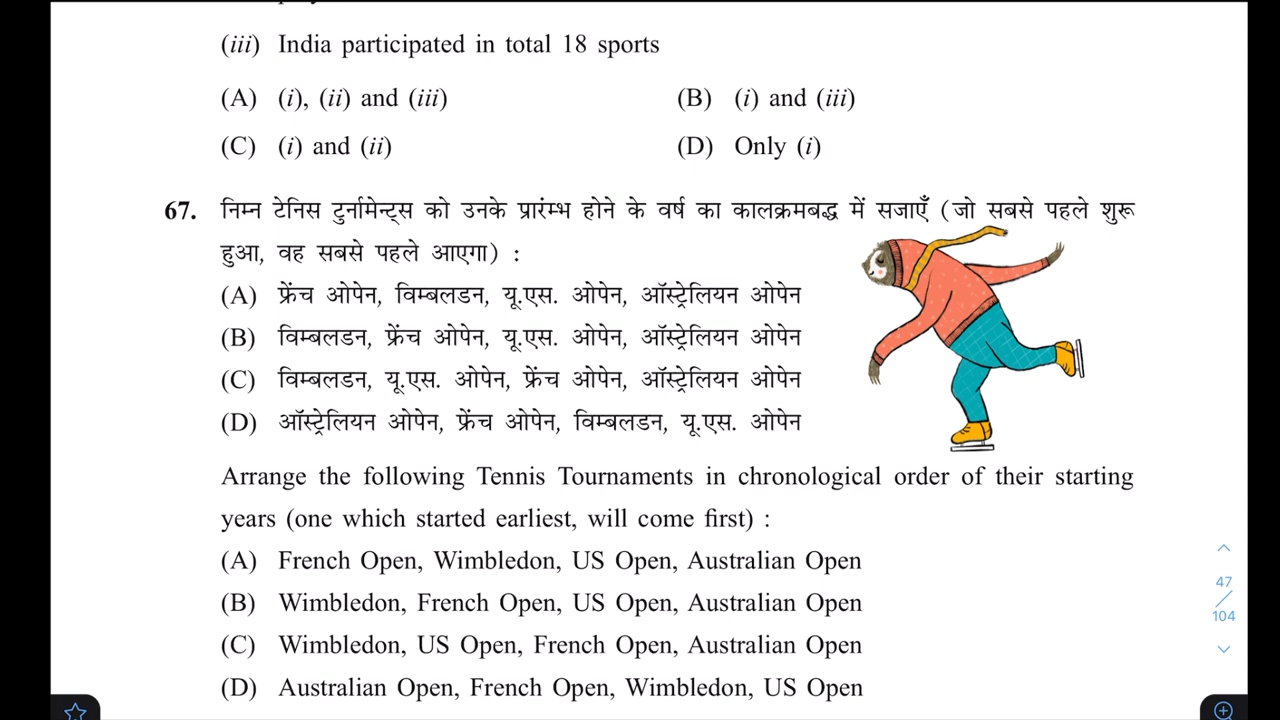 (iii) India participated in total 18 sports
(A) (i), (ii) and (iii) (B) (i) and (iii)
(C) (i) and (ii) (D) Only (i)
67. निम्न टेनिस टुर्नामेन्ट्स को उनके प्रारंम्भ होने के वर्ष का कालक्रमबद्ध में सजाएँ (जो सबसे पहले शुरू
हुआ, वह सबसे पहले आएगा) :
(A) फ्रेंच ओपेन, विम्बलडन, यू.एस. ओपेन, ऑस्ट्रेलियन ओपेन
(B) विम्बलडन, फ्रेंच ओपेन, यू.एस. ओपेन, ऑस्ट्रेलियन ओपेन
(C) विम्बलडन, यू.एस. ओपेन, फ्रेंच ओपेन, ऑस्ट्रेलियन ओपेन
(D) ऑस्ट्रेलियन ओपेन, फ्रेंच ओपेन, विम्बलडन, यू.एस. ओपेन
Arrange the following Tennis Tournaments in chronological order of their starting
years (one which started earliest, will come first) :
(A) French Open, Wimbledon, US Open, Australian Open
(B) Wimbledon, French Open, US Open, Australian Open
(C) Wimbledon, US Open, French Open, Australian Open
(D) Australian Open, French Open, Wimbledon, US Open
47
/
104